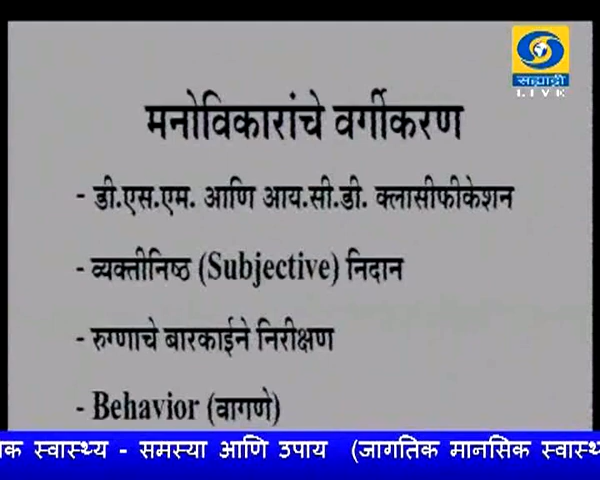 सह्याद्री
LIVE
मनोविकारांचे वर्गीकरण
- डी.एस.एम. आणि आय.सी.डी. क्लासीफीकेशन
- व्यक्तीनिष्ठ (Subjective) निदान
- रुग्णाचे बारकाईने निरीक्षण
- Behavior (वागणे)
क स्वास्थ्य - समस्या आणि उपाय (जागतिक मानसिक स्वास्थ